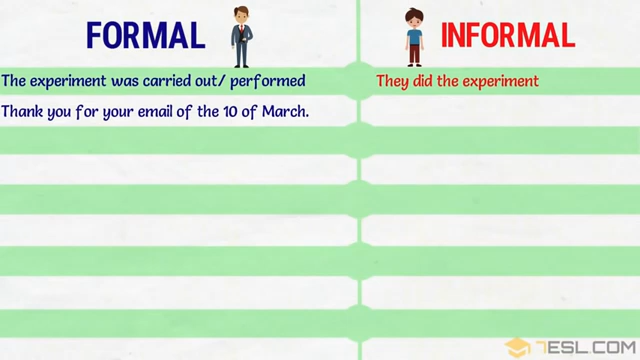 FORMAL
INFORMAL
The experiment was carried out/ performed
They did the experiment
Thank you for your email of the 10 of March.
7ESL.COM